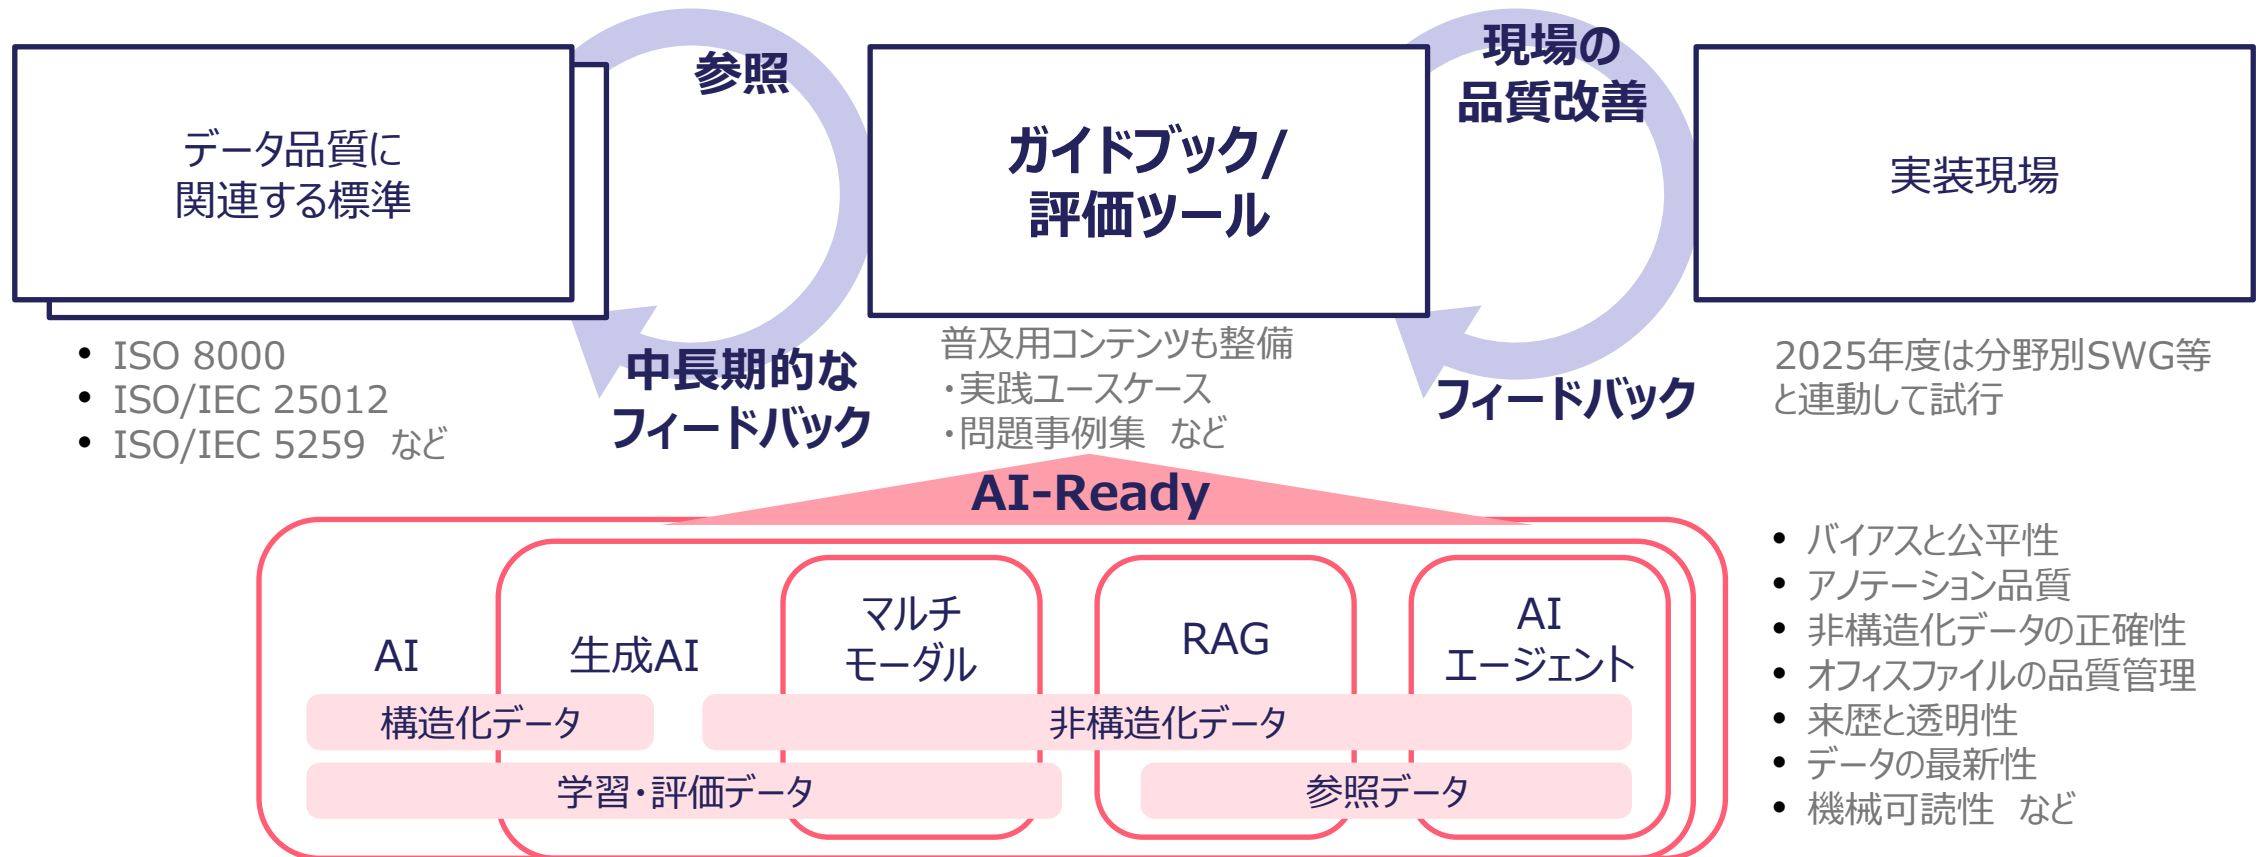 データ品質に
関連する標準
• ISO 8000
• ISO/IEC 25012
• ISO/IEC 5259 など
参照
中長期的な
フィードバック
ガイドブック/
評価ツール
普及用コンテンツも整備
・実践ユースケース
・問題事例集 など
現場の
品質改善
フィードバック
実装現場
2025年度は分野別SWG等
と連動して試行
AI-Ready
AI
生成AI
マルチ
モーダル
RAG
AI
エージェント
構造化データ
非構造化データ
学習・評価データ
参照データ
• バイアスと公平性
• アノテーション品質
• 非構造化データの正確性
• オフィスファイルの品質管理
• 来歴と透明性
• データの最新性
• 機械可読性 など